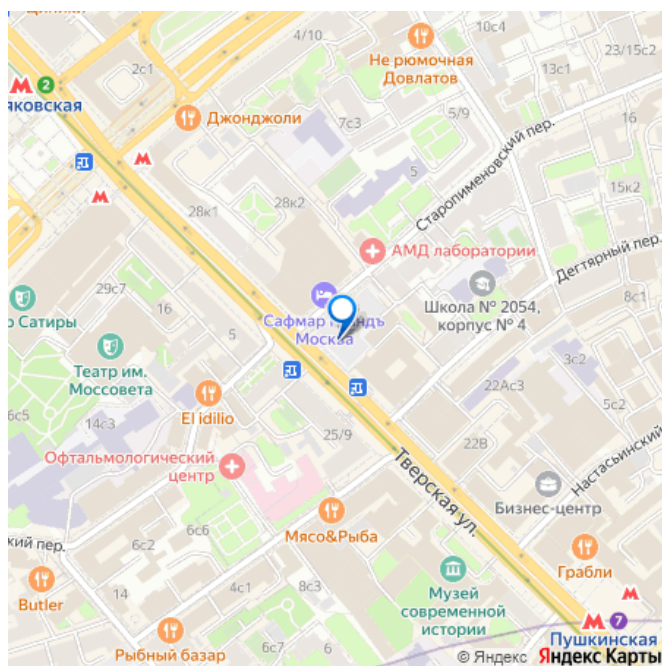 4/10
10с4
23/15с2
Не рюмочная
Довлатов
13с1
2с1
М 2
яковская
Джонджоли
7с3
5/9
М
5
Старопименовский пер.
15к2
М
28к1
28к2
АМД лаборатории
Дегтярный пер.
29с7
16
Сафмар Грандъ
Москва
Школа № 2054,
корпус № 4
8с1
о Сатиры
5
3с2
Театр им.
Моссовета
22Ас3
5с2
6с5
14с3
El idilio
25/9
22В
Офтальмологический
центр
Тверская ул.
Настасьинский
Бизнес-центр
6с6
Мясо&Рыба
кий пер.
6с2
Грабли
Butler
14
4с1
8с3
Музей
современной
истории
М
М 7
Пушкинская
Рыбный базар
6с7
6
© Яндекс Яндекс Карты